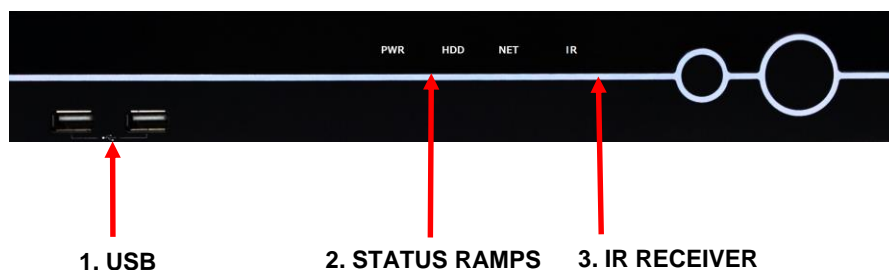 PWR HDD NET IR
1. USB 2. STATUS RAMPS 3. IR RECEIVER